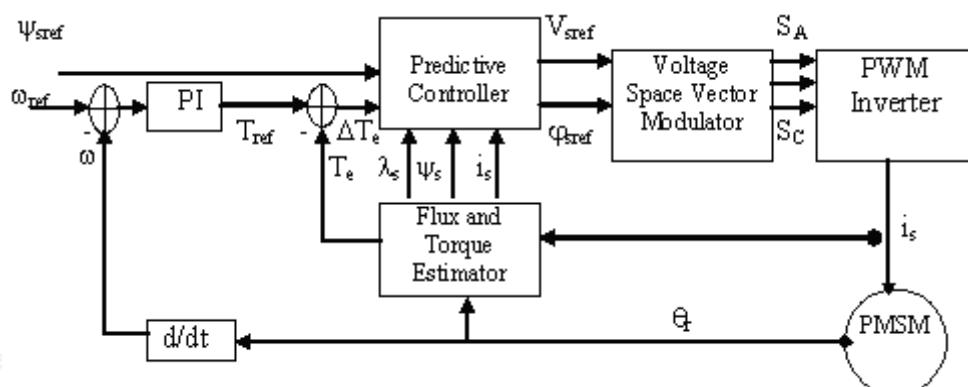 ψsref
Vsref
SA
ωref
PI
Predictive
Controller
Voltage
Space Vector
Modulator
PWM
Inverter
-
ω
Tref
-
ΔTe
φsref
SC
Te
λs
ψs
is
Flux and
Torque
Estimator
is
d/dt
θr
PMSM